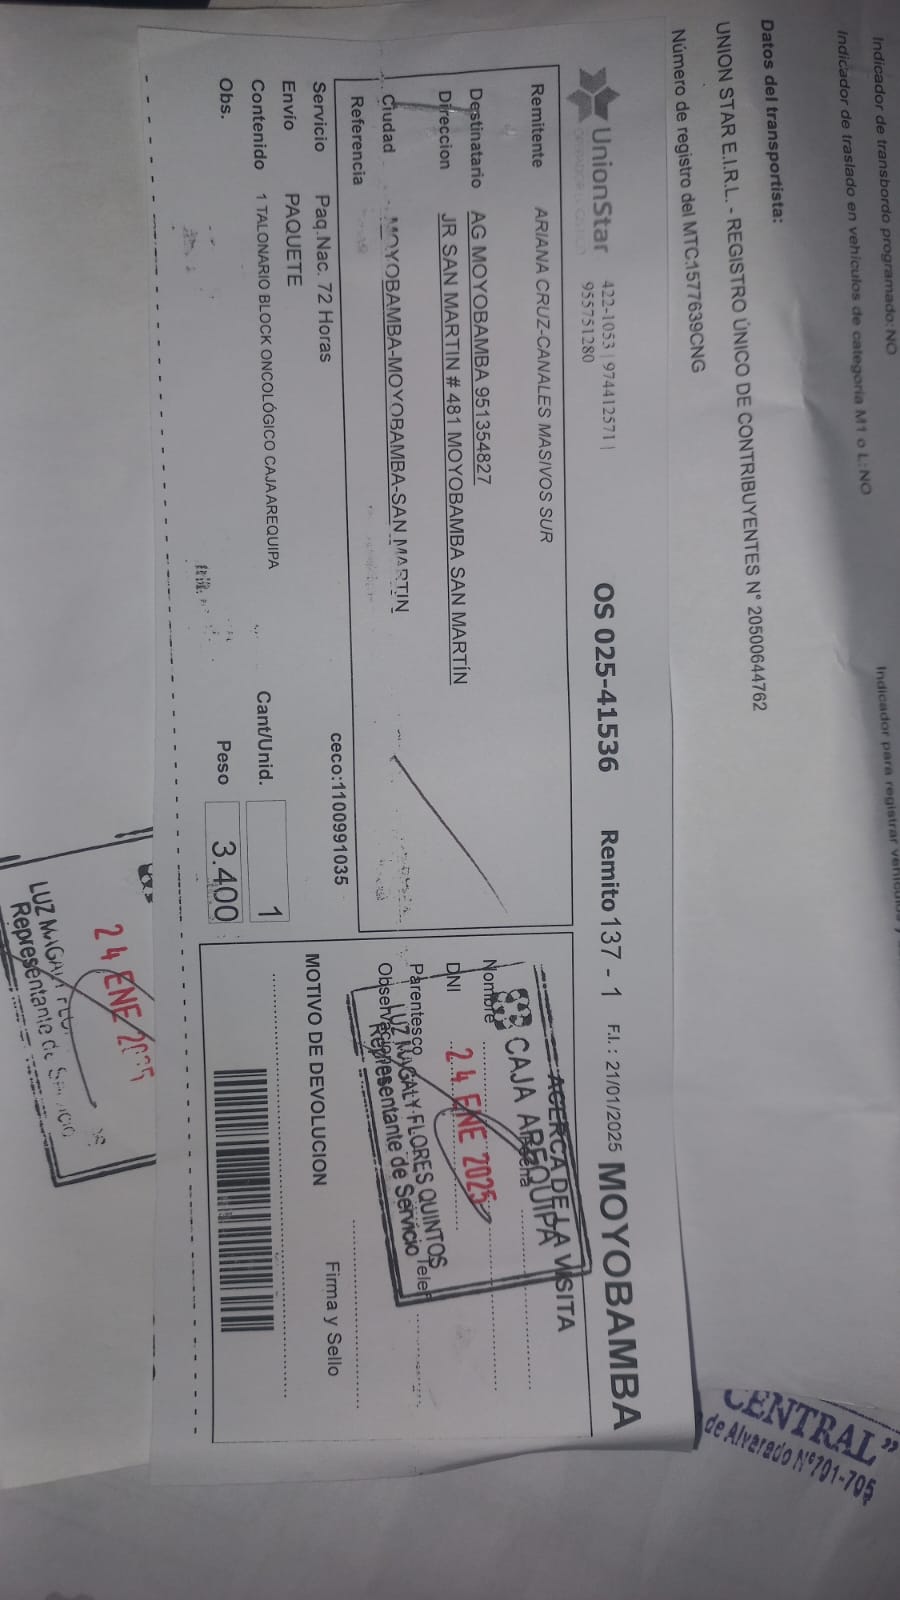 Indicador de transbordo programado:NO
Indicador de traslado en vehículos de categoría M1 o L:NO
Indicador para registrar
Datos del transportista:
UNION STAR E.I.R.L. - REGISTRO ÚNICO DE CONTRIBUYENTES N° 20500644762
Número de registro del MTC:1577639CNG
UnionStar 422-1053 | 974412571 |
955751280
OS 025-41536 Remito 137 - 1 F.I. : 21/01/2025 MOYOBAMBA
Remitente ARIANA CRUZ-CANALES MASIVOS SUR
Destinatario AG MOYOBAMBA 951354827
Direccion JR SAN MARTIN # 481 MOYOBAMBA SAN MARTÍN
Ciudad MOYOBAMBA-MOYOBAMBA-SAN MARTIN
Referencia
Servicio Paq.Nac. 72 Horas ceco:1100991035
Envío PAQUETE
Contenido 1 TALONARIO BLOCK ONCOLÓGICO CAJA AREQUIPA Cant/Unid. 1
Obs. Peso 3.400
ACERCA DE LA VISITA
CAJA AREQUIPA
Nombre
DNI
24 ENE 2025
Parentesco
LUZ MAGALY FLORES QUINTOS
Representante de Servicio
Firma y Sello
MOTIVO DE DEVOLUCION
24 ENE 2025
LUZ MAGALY
Representante de
CENTRAL"
de Alvarado N°701-705